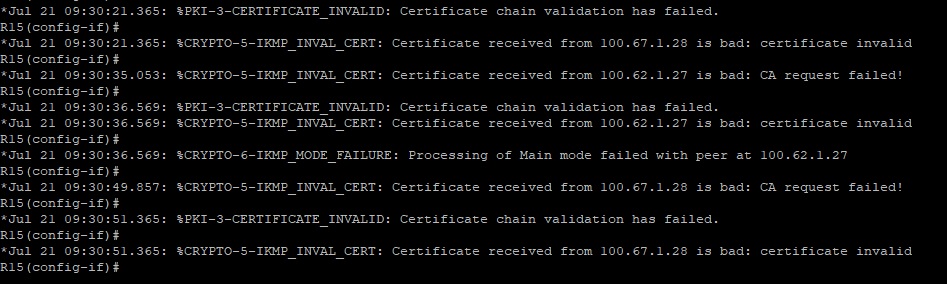 *Jul 21 09:30:21.365: %PKI-3-CERTIFICATE_INVALID: Certificate chain validation has failed.
R15(config-if)#
*Jul 21 09:30:21.365: %CRYPTO-5-IKMP_INVAL_CERT: Certificate received from 100.67.1.28 is bad: certificate invalid
R15(config-if)#
*Jul 21 09:30:35.053: %CRYPTO-5-IKMP_INVAL_CERT: Certificate received from 100.62.1.27 is bad: CA request failed!
R15(config-if)#
*Jul 21 09:30:36.569: %PKI-3-CERTIFICATE_INVALID: Certificate chain validation has failed.
*Jul 21 09:30:36.569: %CRYPTO-5-IKMP_INVAL_CERT: Certificate received from 100.62.1.27 is bad: certificate invalid
R15(config-if)#
*Jul 21 09:30:36.569: %CRYPTO-6-IKMP_MODE_FAILURE: Processing of Main mode failed with peer at 100.62.1.27
R15(config-if)#
*Jul 21 09:30:49.857: %CRYPTO-5-IKMP_INVAL_CERT: Certificate received from 100.67.1.28 is bad: CA request failed!
R15(config-if)#
*Jul 21 09:30:51.365: %PKI-3-CERTIFICATE_INVALID: Certificate chain validation has failed.
R15(config-if)#
*Jul 21 09:30:51.365: %CRYPTO-5-IKMP_INVAL_CERT: Certificate received from 100.67.1.28 is bad: certificate invalid
R15(config-if)#